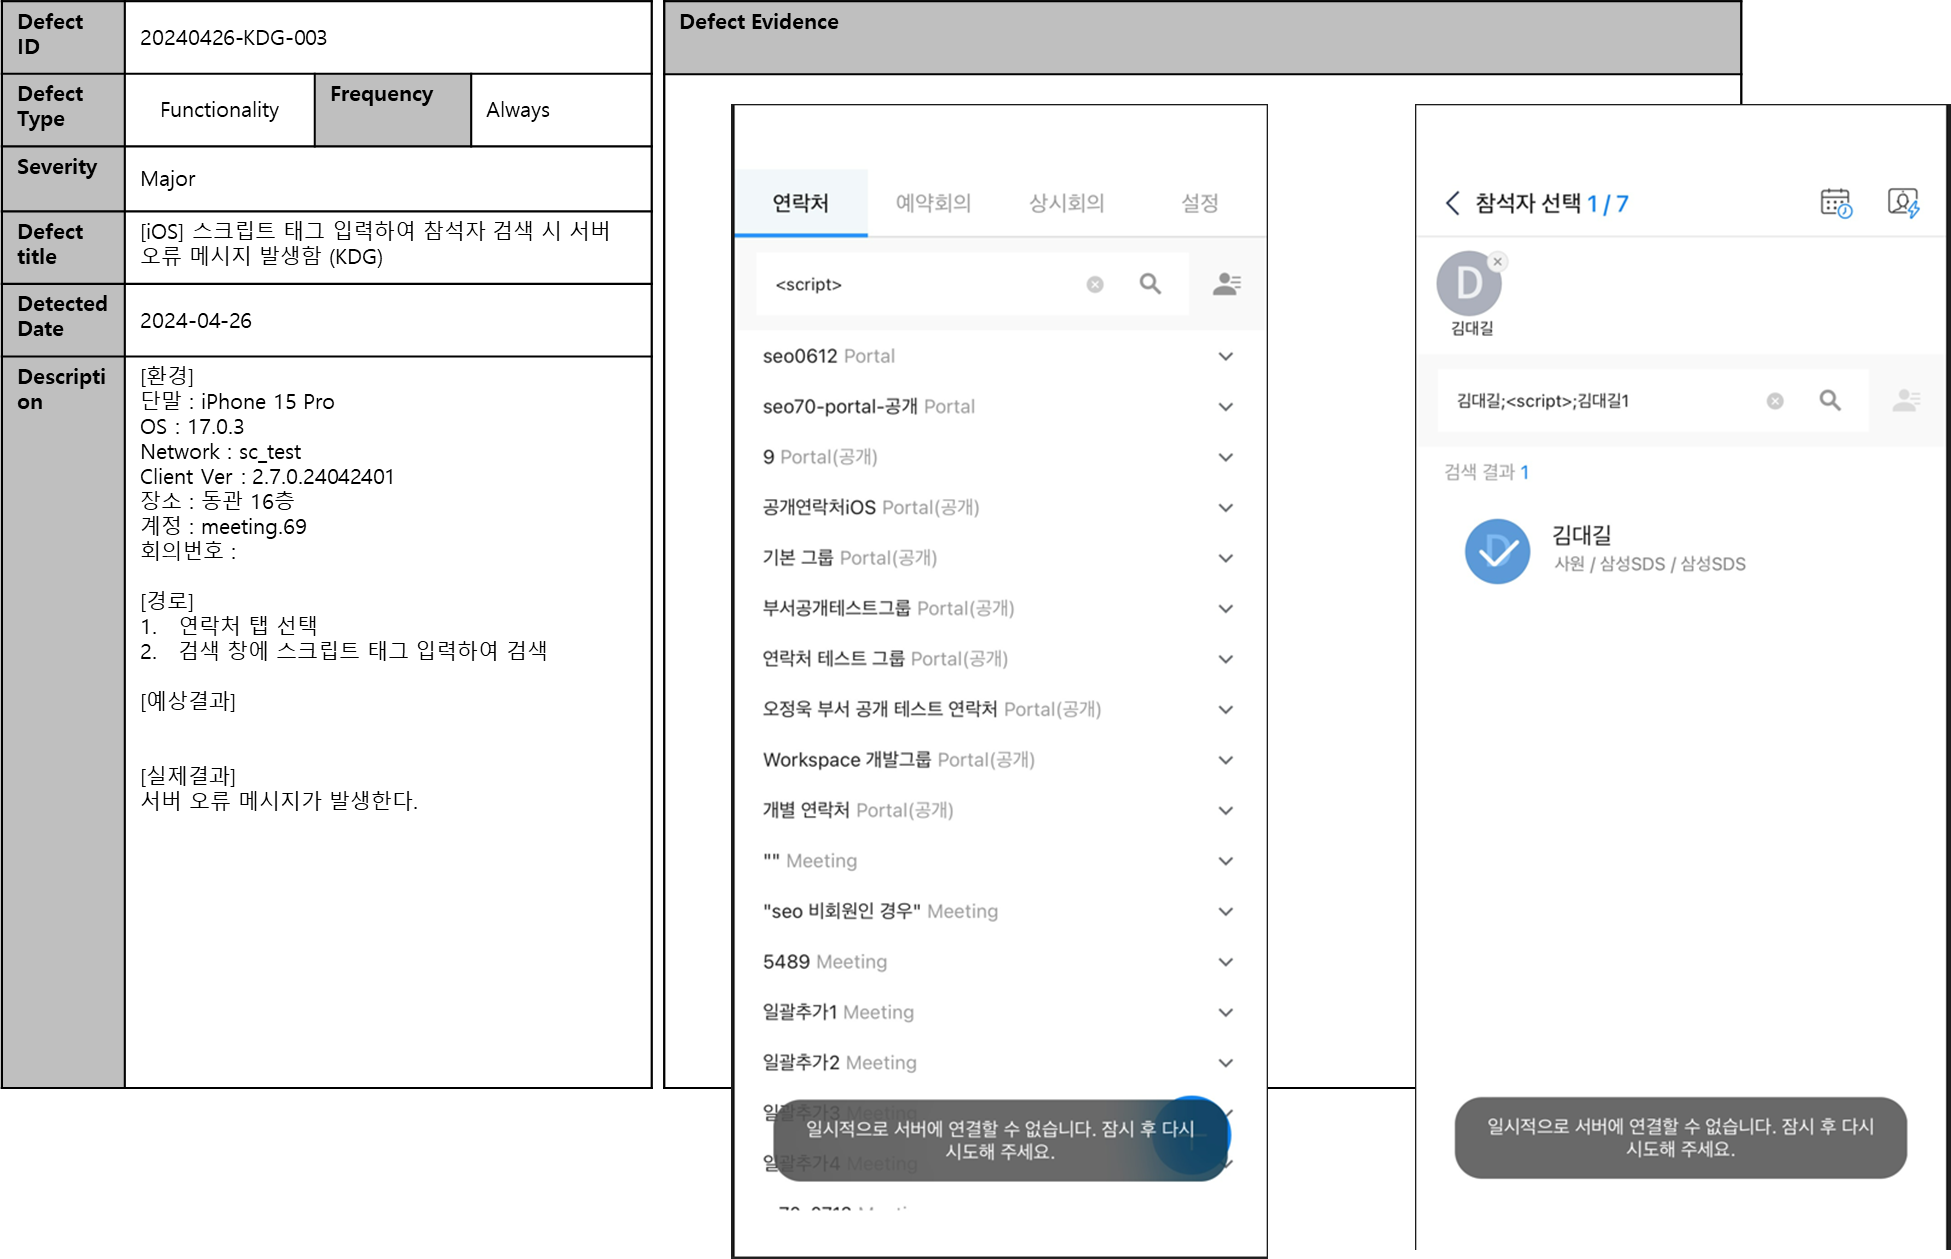 Defect
ID
20240426-KDG-003
Defect
Type
Functionality
Frequency
Always
Severity
Major
Defect
title
[iOS] 스크립트 태그 입력하여 참석자 검색 시 서버
오류 메시지 발생함 (KDG)
Detected
Date
2024-04-26
Descripti
on
[환경]
단말 : iPhone 15 Pro
OS : 17.0.3
Network : sc_test
Client Ver : 2.7.0.24042401
장소 : 동관 16층
계정 : meeting.69
회의번호 :
[경로]
1. 연락처 탭 선택
2. 검색 창에 스크립트 태그 입력하여 검색
[예상결과]
[실제결과]
서버 오류 메시지가 발생한다.
Defect Evidence
연락처 예약회의 상시회의 설정
<script>
seo0612 Portal
seo70-portal-공개 Portal
9 Portal(공개)
공개연락처iOS Portal(공개)
기본 그룹 Portal(공개)
부서공개테스트그룹 Portal(공개)
연락처 테스트 그룹 Portal(공개)
오정욱 부서 공개 테스트 연락처 Portal(공개)
Workspace 개발그룹 Portal(공개)
개별 연락처 Portal(공개)
"" Meeting
"seo 비회원인 경우" Meeting
5489 Meeting
일괄추가1 Meeting
일괄추가2 Meeting
일괄추가3 Meeting
일시적으로 서버에 연결할 수 없습니다. 잠시 후 다시
시도해 주세요.
일괄추가4 Meeting
참석자 선택 1 / 7
D
김대길
김대길;<script>;김대길1
검색 결과 1
D
김대길
사원 / 삼성SDS / 삼성SDS
일시적으로 서버에 연결할 수 없습니다. 잠시 후 다시
시도해 주세요.